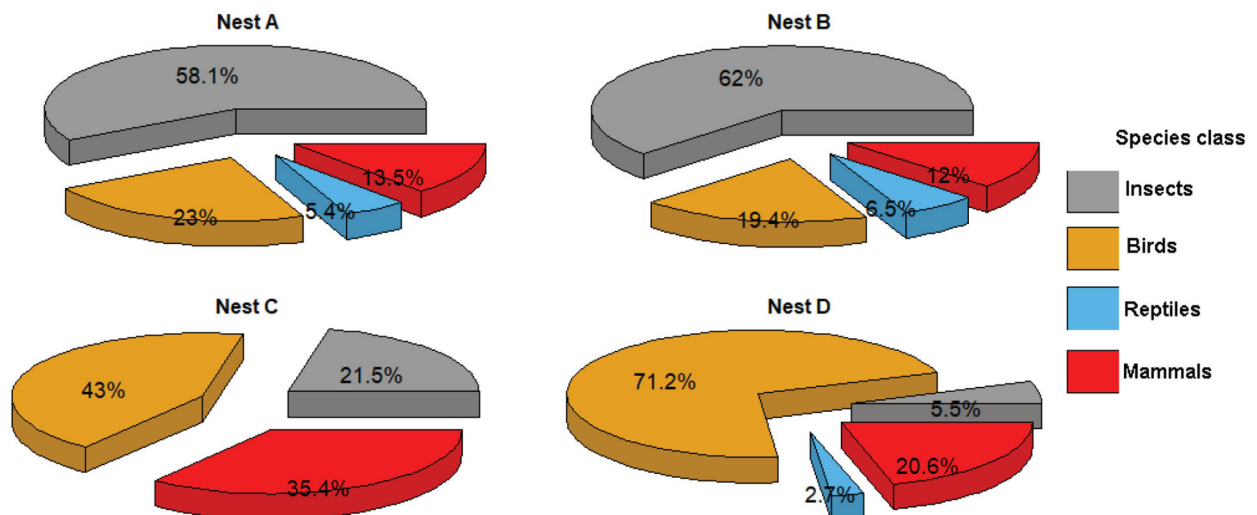 Nest A
58.1%
23%
5.4%
13.5%
Nest B
62%
19.4%
6.5%
12%
Species class
Insects
Birds
Reptiles
Mammals
Nest C
43%
21.5%
35.4%
Nest D
71.2%
5.5%
20.6%
2.7%